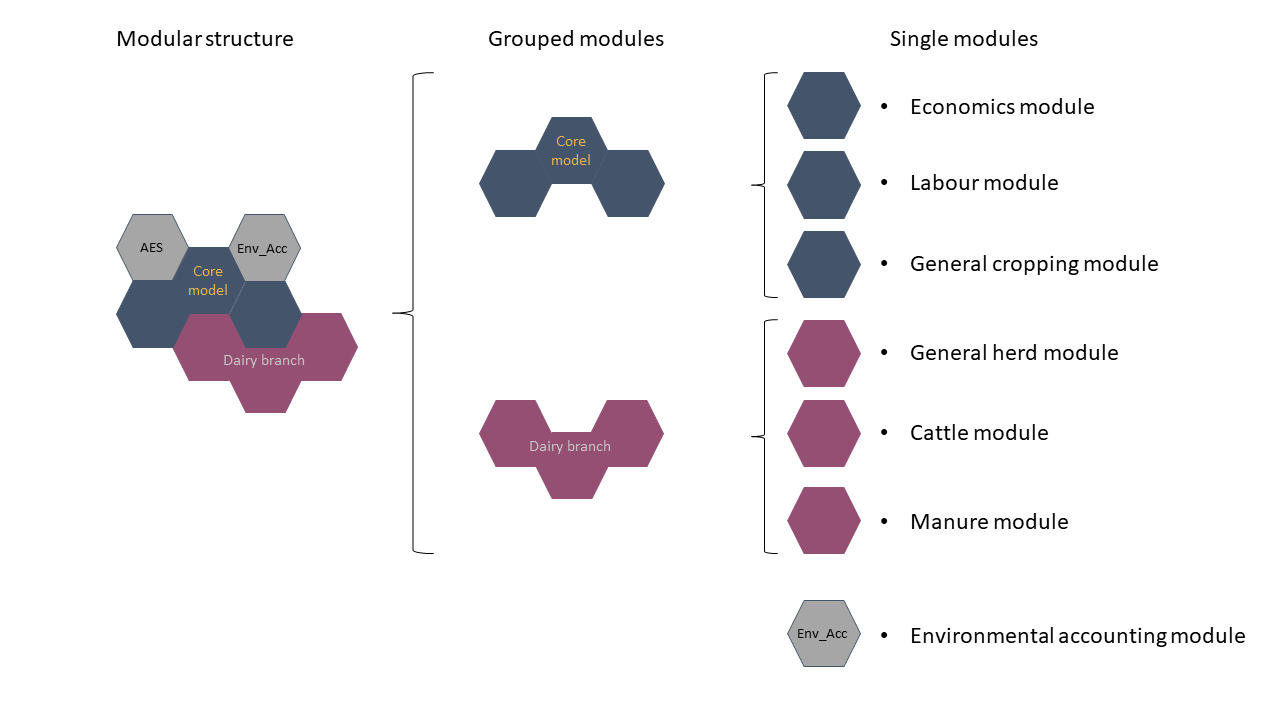 Modular structure
Grouped modules
Single modules
AES
Env_Acc
Core
model
Dairy branch
Core
model
Dairy branch
• Economics module
• Labour module
• General cropping module
• General herd module
• Cattle module
• Manure module
Env_Acc
• Environmental accounting module